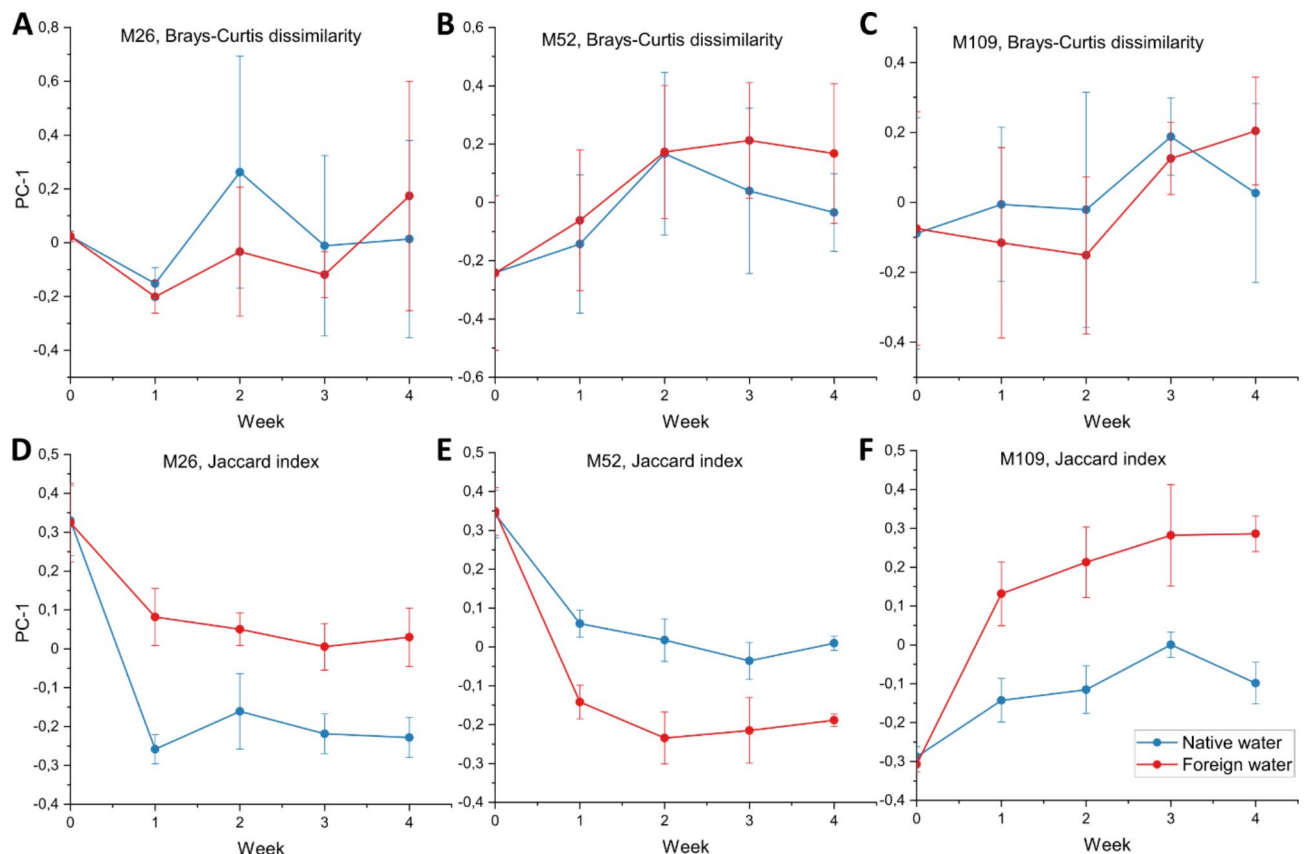 A
M26, Brays-Curtis dissimilarity
PC-1
0,8
0,6
0,4
0,2
0
-0,2
-0,4
0 1 2 3 4
Week
B
M52, Brays-Curtis dissimilarity
0,6
0,4
0,2
0
-0,2
-0,4
-0,6
0 1 2 3 4
Week
C
M109, Brays-Curtis dissimilarity
0,4
0,2
0
-0,2
-0,4
0 1 2 3 4
Week
D
M26, Jaccard index
PC-1
0,5
0,4
0,3
0,2
0,1
0
-0,1
-0,2
-0,3
-0,4
0 1 2 3 4
Week
E
M52, Jaccard index
0,5
0,4
0,3
0,2
0,1
0
-0,1
-0,2
-0,3
-0,4
0 1 2 3 4
Week
F
M109, Jaccard index
0,5
0,4
0,3
0,2
0,1
0
-0,1
-0,2
-0,3
-0,4
0 1 2 3 4
Week
Native water
Foreign water